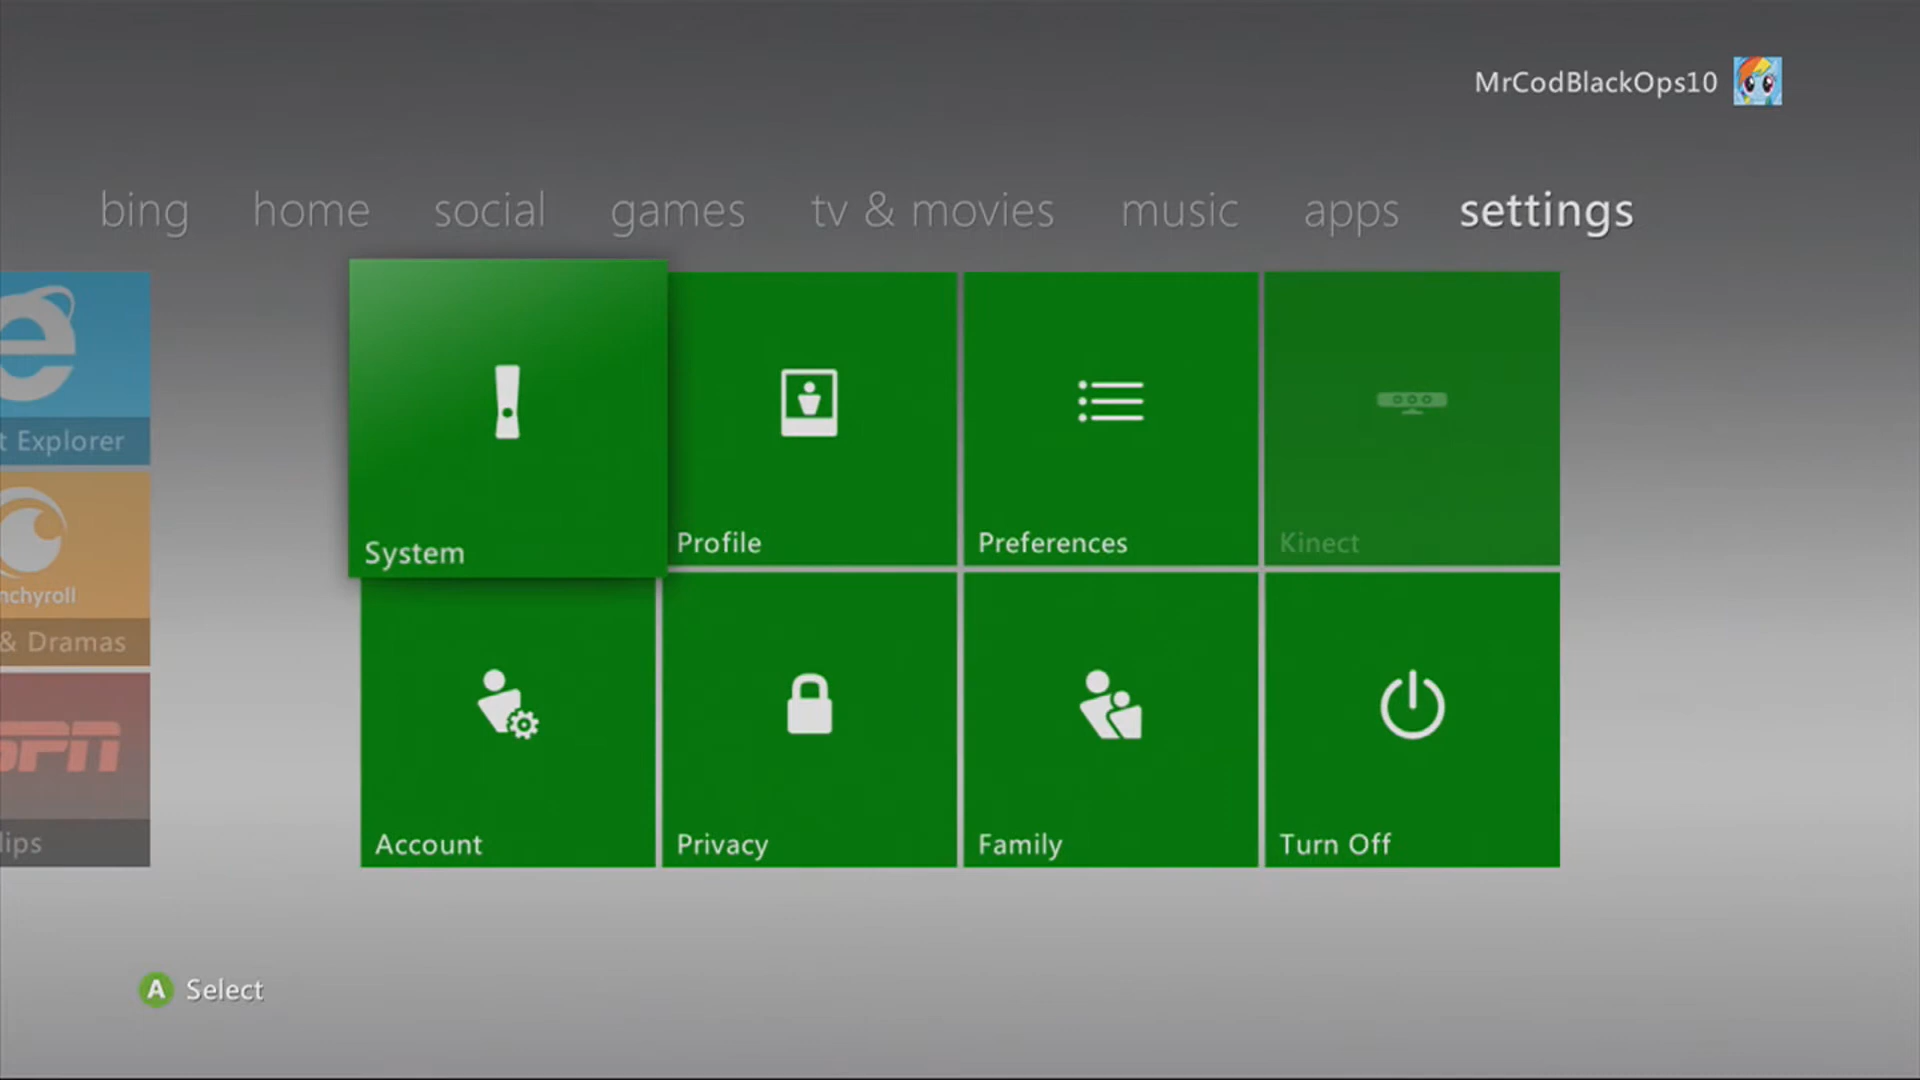 MrCodBlackOps10
bing home social games tv & movies music apps settings
t Explorer
nchyroll
& Dramas
SPN
lips
System
Profile
Preferences
Kinect
Account
Privacy
Family
Turn Off
A Select